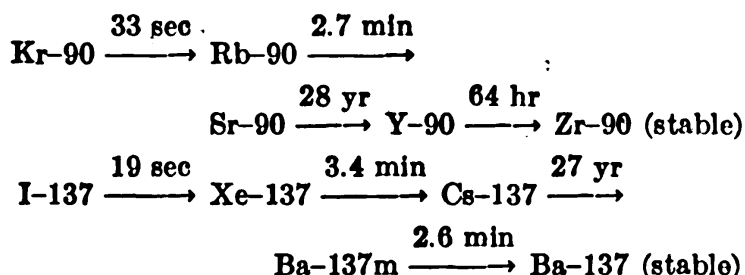 33 sec 2.7 min
Kr–90 ⟶ Rb–90 ⟶
28 yr 64 hr
Sr–90 ⟶ Y–90 ⟶ Zr–90 (stable)
19 sec 3.4 min 27 yr
I–137 ⟶ Xe–137 ⟶ Cs–137 ⟶
2.6 min
Ba–137m ⟶ Ba–137 (stable)